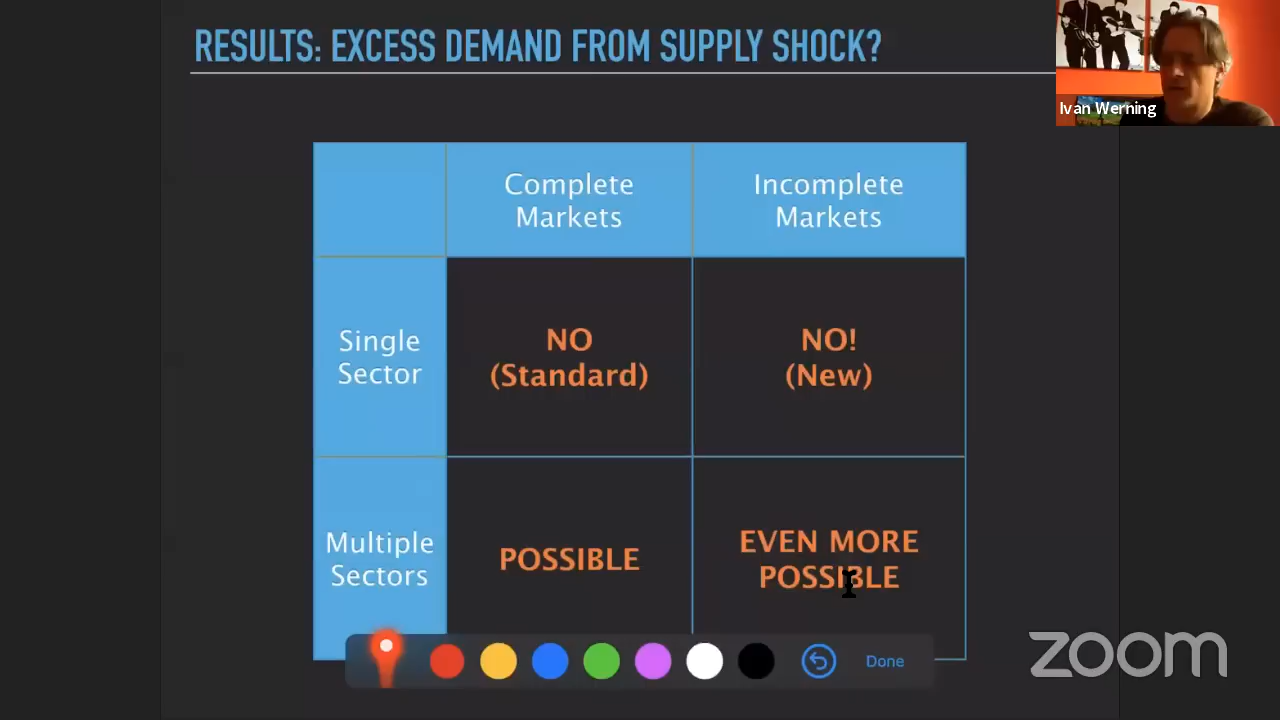 RESULTS: EXCESS DEMAND FROM SUPPLY SHOCK?
Ivan Werning
Complete
Markets
Incomplete
Markets
Single
Sector
NO
(Standard)
NO!
(New)
Multiple
Sectors
POSSIBLE
EVEN MORE
POSSIBLE
Done
zoom